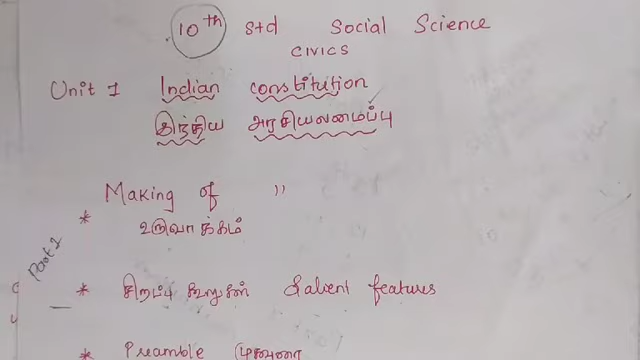 10th std Social Science
CIVICS
Unit 1 Indian constitution
இந்திய அரசியலமைப்பு
Making of "
* உருவாக்கம்
Part 1
* சிறப்பு கூறுகள் Salient features
* Preamble முகவுரை